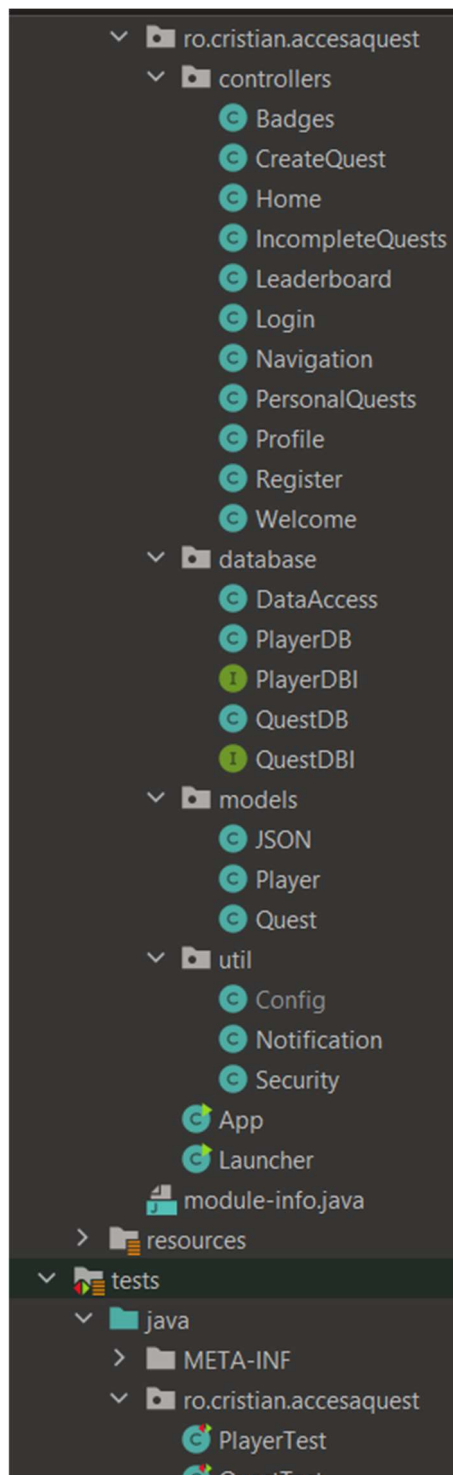 ro.cristian.accesaquest
controllers
C Badges
C CreateQuest
C Home
C IncompleteQuests
C Leaderboard
C Login
C Navigation
C PersonalQuests
C Profile
C Register
C Welcome
database
C DataAccess
C PlayerDB
I PlayerDBI
C QuestDB
I QuestDBI
models
C JSON
C Player
C Quest
util
C Config
C Notification
C Security
C App
C Launcher
J module-info.java
resources
tests
java
META-INF
ro.cristian.accesaquest
C PlayerTest